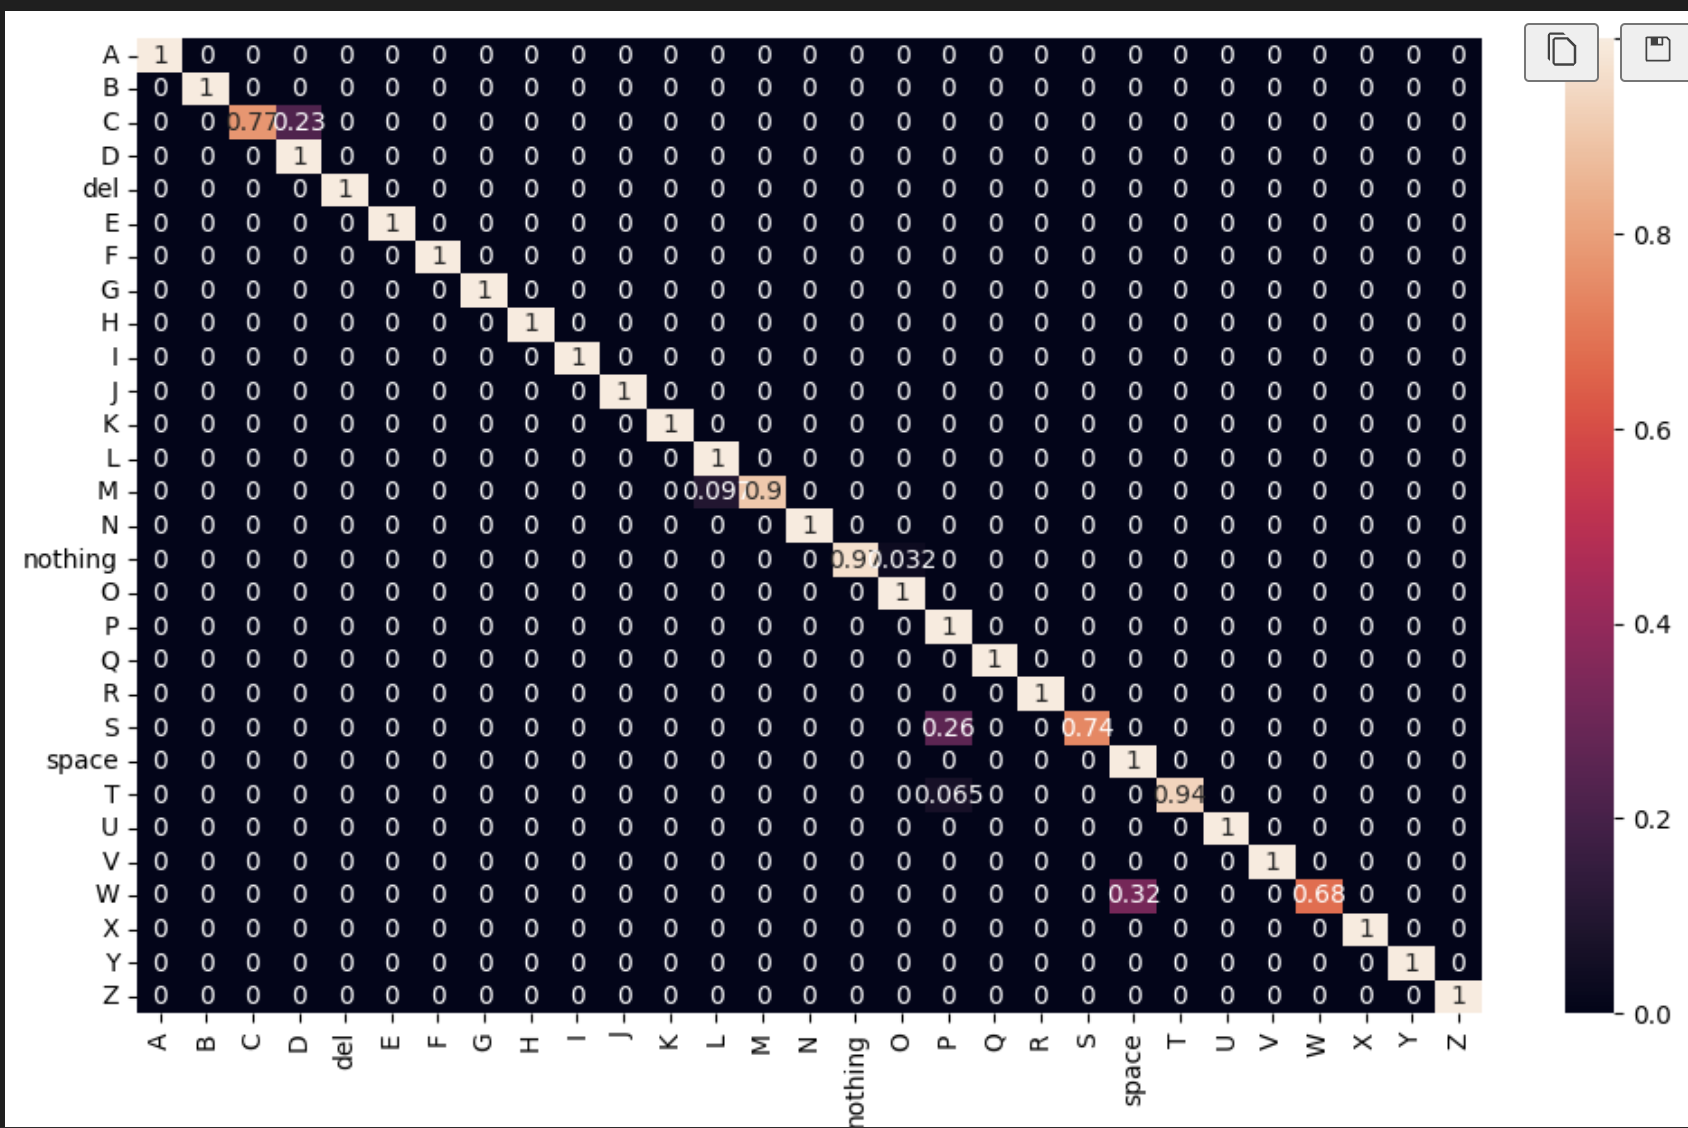 A 1 0 0 0 0 0 0 0 0 0 0 0 0 0 0 0 0 0 0 0 0 0 0 0 0 0 0 0 0
B 0 1 0 0 0 0 0 0 0 0 0 0 0 0 0 0 0 0 0 0 0 0 0 0 0 0 0 0 0
C 0 0 0.77 0.23 0 0 0 0 0 0 0 0 0 0 0 0 0 0 0 0 0 0 0 0 0 0 0 0 0
D 0 0 0 1 0 0 0 0 0 0 0 0 0 0 0 0 0 0 0 0 0 0 0 0 0 0 0 0 0
del 0 0 0 0 1 0 0 0 0 0 0 0 0 0 0 0 0 0 0 0 0 0 0 0 0 0 0 0 0
E 0 0 0 0 0 1 0 0 0 0 0 0 0 0 0 0 0 0 0 0 0 0 0 0 0 0 0 0 0
F 0 0 0 0 0 0 1 0 0 0 0 0 0 0 0 0 0 0 0 0 0 0 0 0 0 0 0 0 0
G 0 0 0 0 0 0 0 1 0 0 0 0 0 0 0 0 0 0 0 0 0 0 0 0 0 0 0 0 0
H 0 0 0 0 0 0 0 0 1 0 0 0 0 0 0 0 0 0 0 0 0 0 0 0 0 0 0 0 0
I 0 0 0 0 0 0 0 0 0 1 0 0 0 0 0 0 0 0 0 0 0 0 0 0 0 0 0 0 0
J 0 0 0 0 0 0 0 0 0 0 1 0 0 0 0 0 0 0 0 0 0 0 0 0 0 0 0 0 0
K 0 0 0 0 0 0 0 0 0 0 0 1 0 0 0 0 0 0 0 0 0 0 0 0 0 0 0 0 0
L 0 0 0 0 0 0 0 0 0 0 0 0 1 0 0 0 0 0 0 0 0 0 0 0 0 0 0 0 0
M 0 0 0 0 0 0 0 0 0 0 0 0 0.097 0.9 0 0 0 0 0 0 0 0 0 0 0 0 0 0 0
N 0 0 0 0 0 0 0 0 0 0 0 0 0 0 1 0 0 0 0 0 0 0 0 0 0 0 0 0 0
nothing 0 0 0 0 0 0 0 0 0 0 0 0 0 0 0 0.97 0.032 0 0 0 0 0 0 0 0 0 0 0 0
O 0 0 0 0 0 0 0 0 0 0 0 0 0 0 0 0 1 0 0 0 0 0 0 0 0 0 0 0 0
P 0 0 0 0 0 0 0 0 0 0 0 0 0 0 0 0 0 1 0 0 0 0 0 0 0 0 0 0 0
Q 0 0 0 0 0 0 0 0 0 0 0 0 0 0 0 0 0 0 1 0 0 0 0 0 0 0 0 0 0
R 0 0 0 0 0 0 0 0 0 0 0 0 0 0 0 0 0 0 0 1 0 0 0 0 0 0 0 0 0
S 0 0 0 0 0 0 0 0 0 0 0 0 0 0 0 0 0 0.26 0 0 0.74 0 0 0 0 0 0 0 0
space 0 0 0 0 0 0 0 0 0 0 0 0 0 0 0 0 0 0 0 0 0 1 0 0 0 0 0 0 0
T 0 0 0 0 0 0 0 0 0 0 0 0 0 0 0 0 0 0.065 0 0 0 0 0.94 0 0 0 0 0 0
U 0 0 0 0 0 0 0 0 0 0 0 0 0 0 0 0 0 0 0 0 0 0 0 1 0 0 0 0 0
V 0 0 0 0 0 0 0 0 0 0 0 0 0 0 0 0 0 0 0 0 0 0 0 0 1 0 0 0 0
W 0 0 0 0 0 0 0 0 0 0 0 0 0 0 0 0 0 0 0 0 0 0.32 0 0 0 0.68 0 0 0
X 0 0 0 0 0 0 0 0 0 0 0 0 0 0 0 0 0 0 0 0 0 0 0 0 0 0 1 0 0
Y 0 0 0 0 0 0 0 0 0 0 0 0 0 0 0 0 0 0 0 0 0 0 0 0 0 0 0 1 0
Z 0 0 0 0 0 0 0 0 0 0 0 0 0 0 0 0 0 0 0 0 0 0 0 0 0 0 0 0 1
A B C D del E F G H I J K L M N nothing O P Q R S space T U V W X Y Z
0.8
0.6
0.4
0.2
0.0